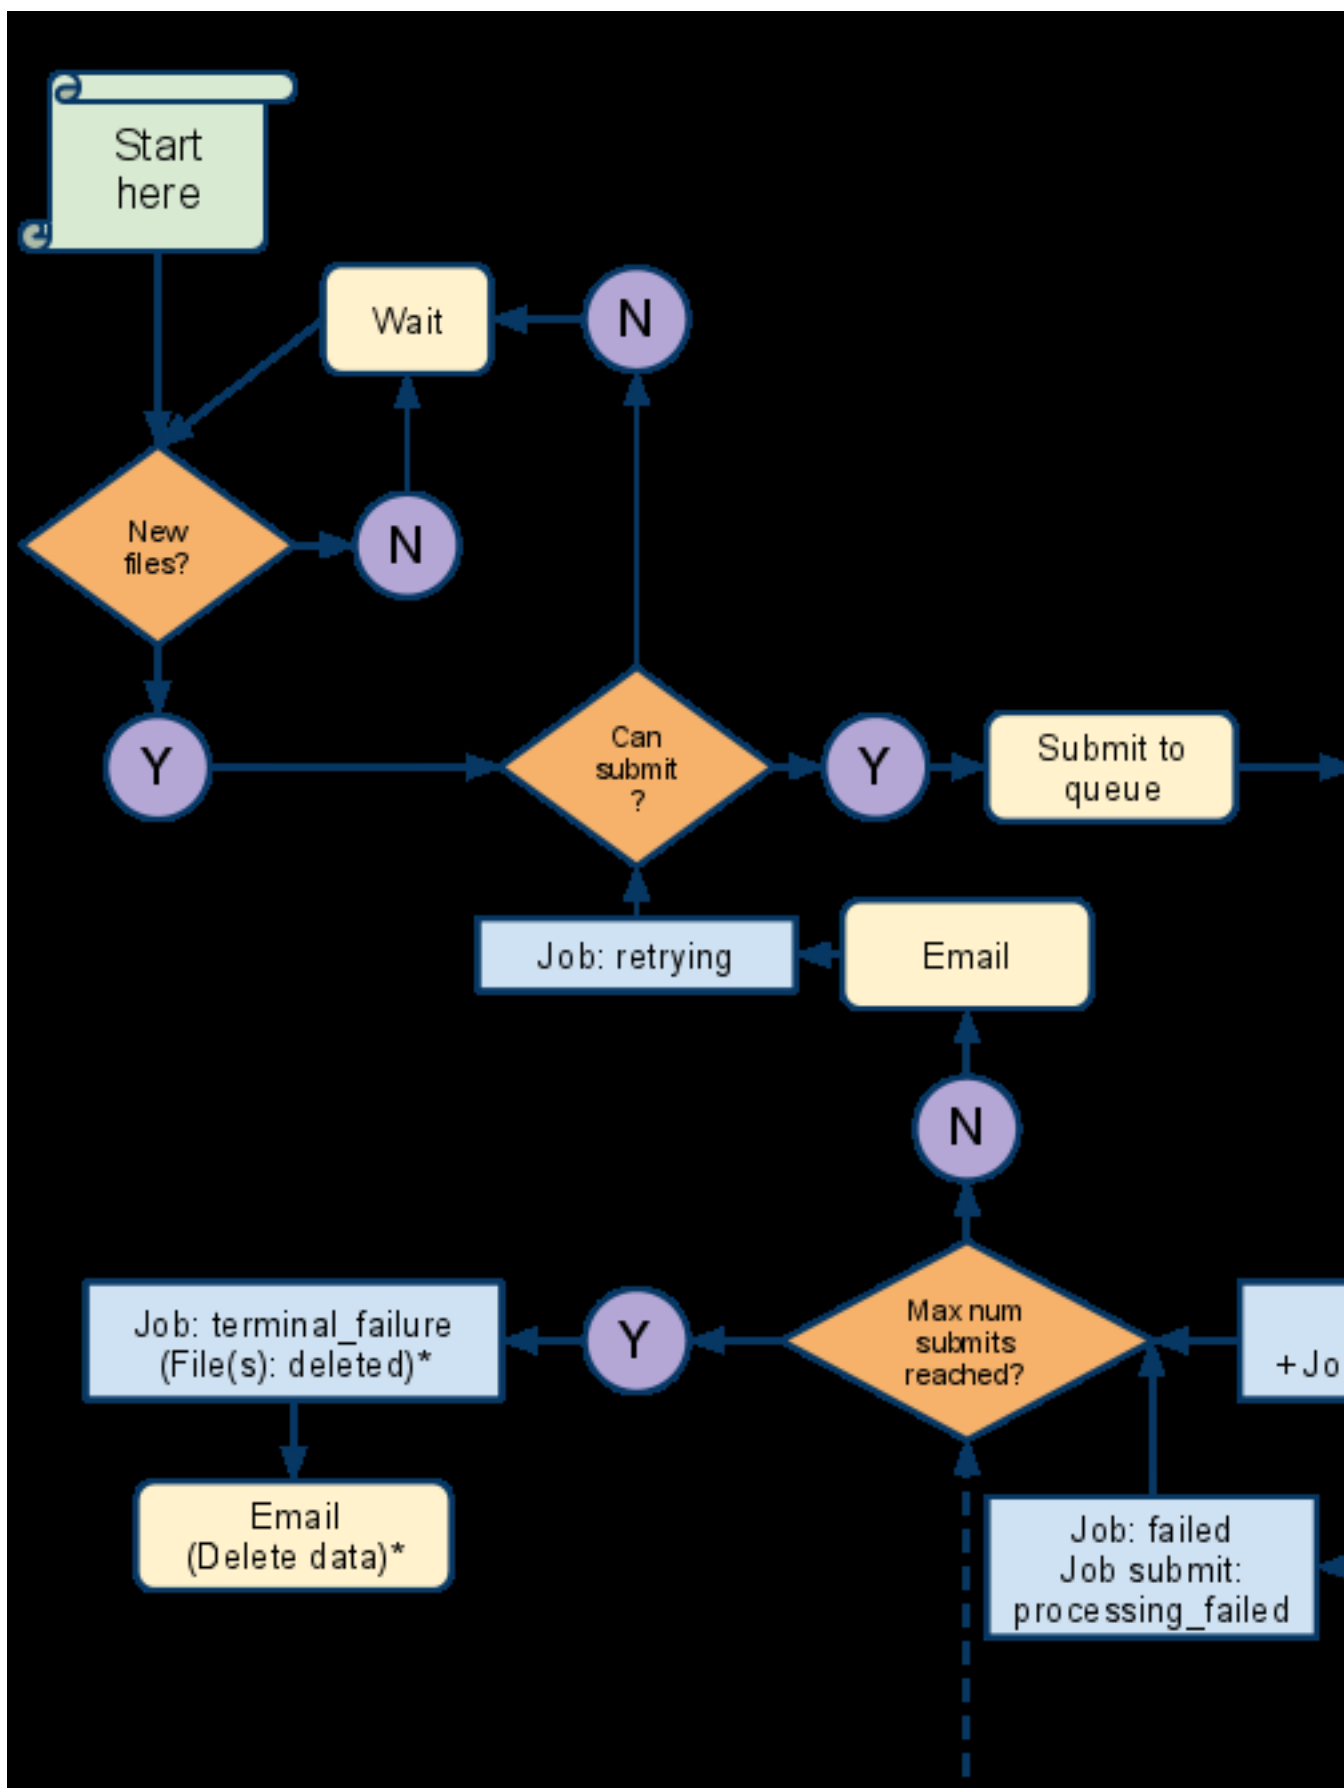 Start
here
Wait
N
New
files?
N
Y
Can
submit
?
Y
Submit to
queue
Job: retrying
Email
N
Job: terminal_failure
(File(s): deleted)*
Y
Max num
submits
reached?
+Jo
Email
(Delete data)*
Job: failed
Job submit:
processing_failed